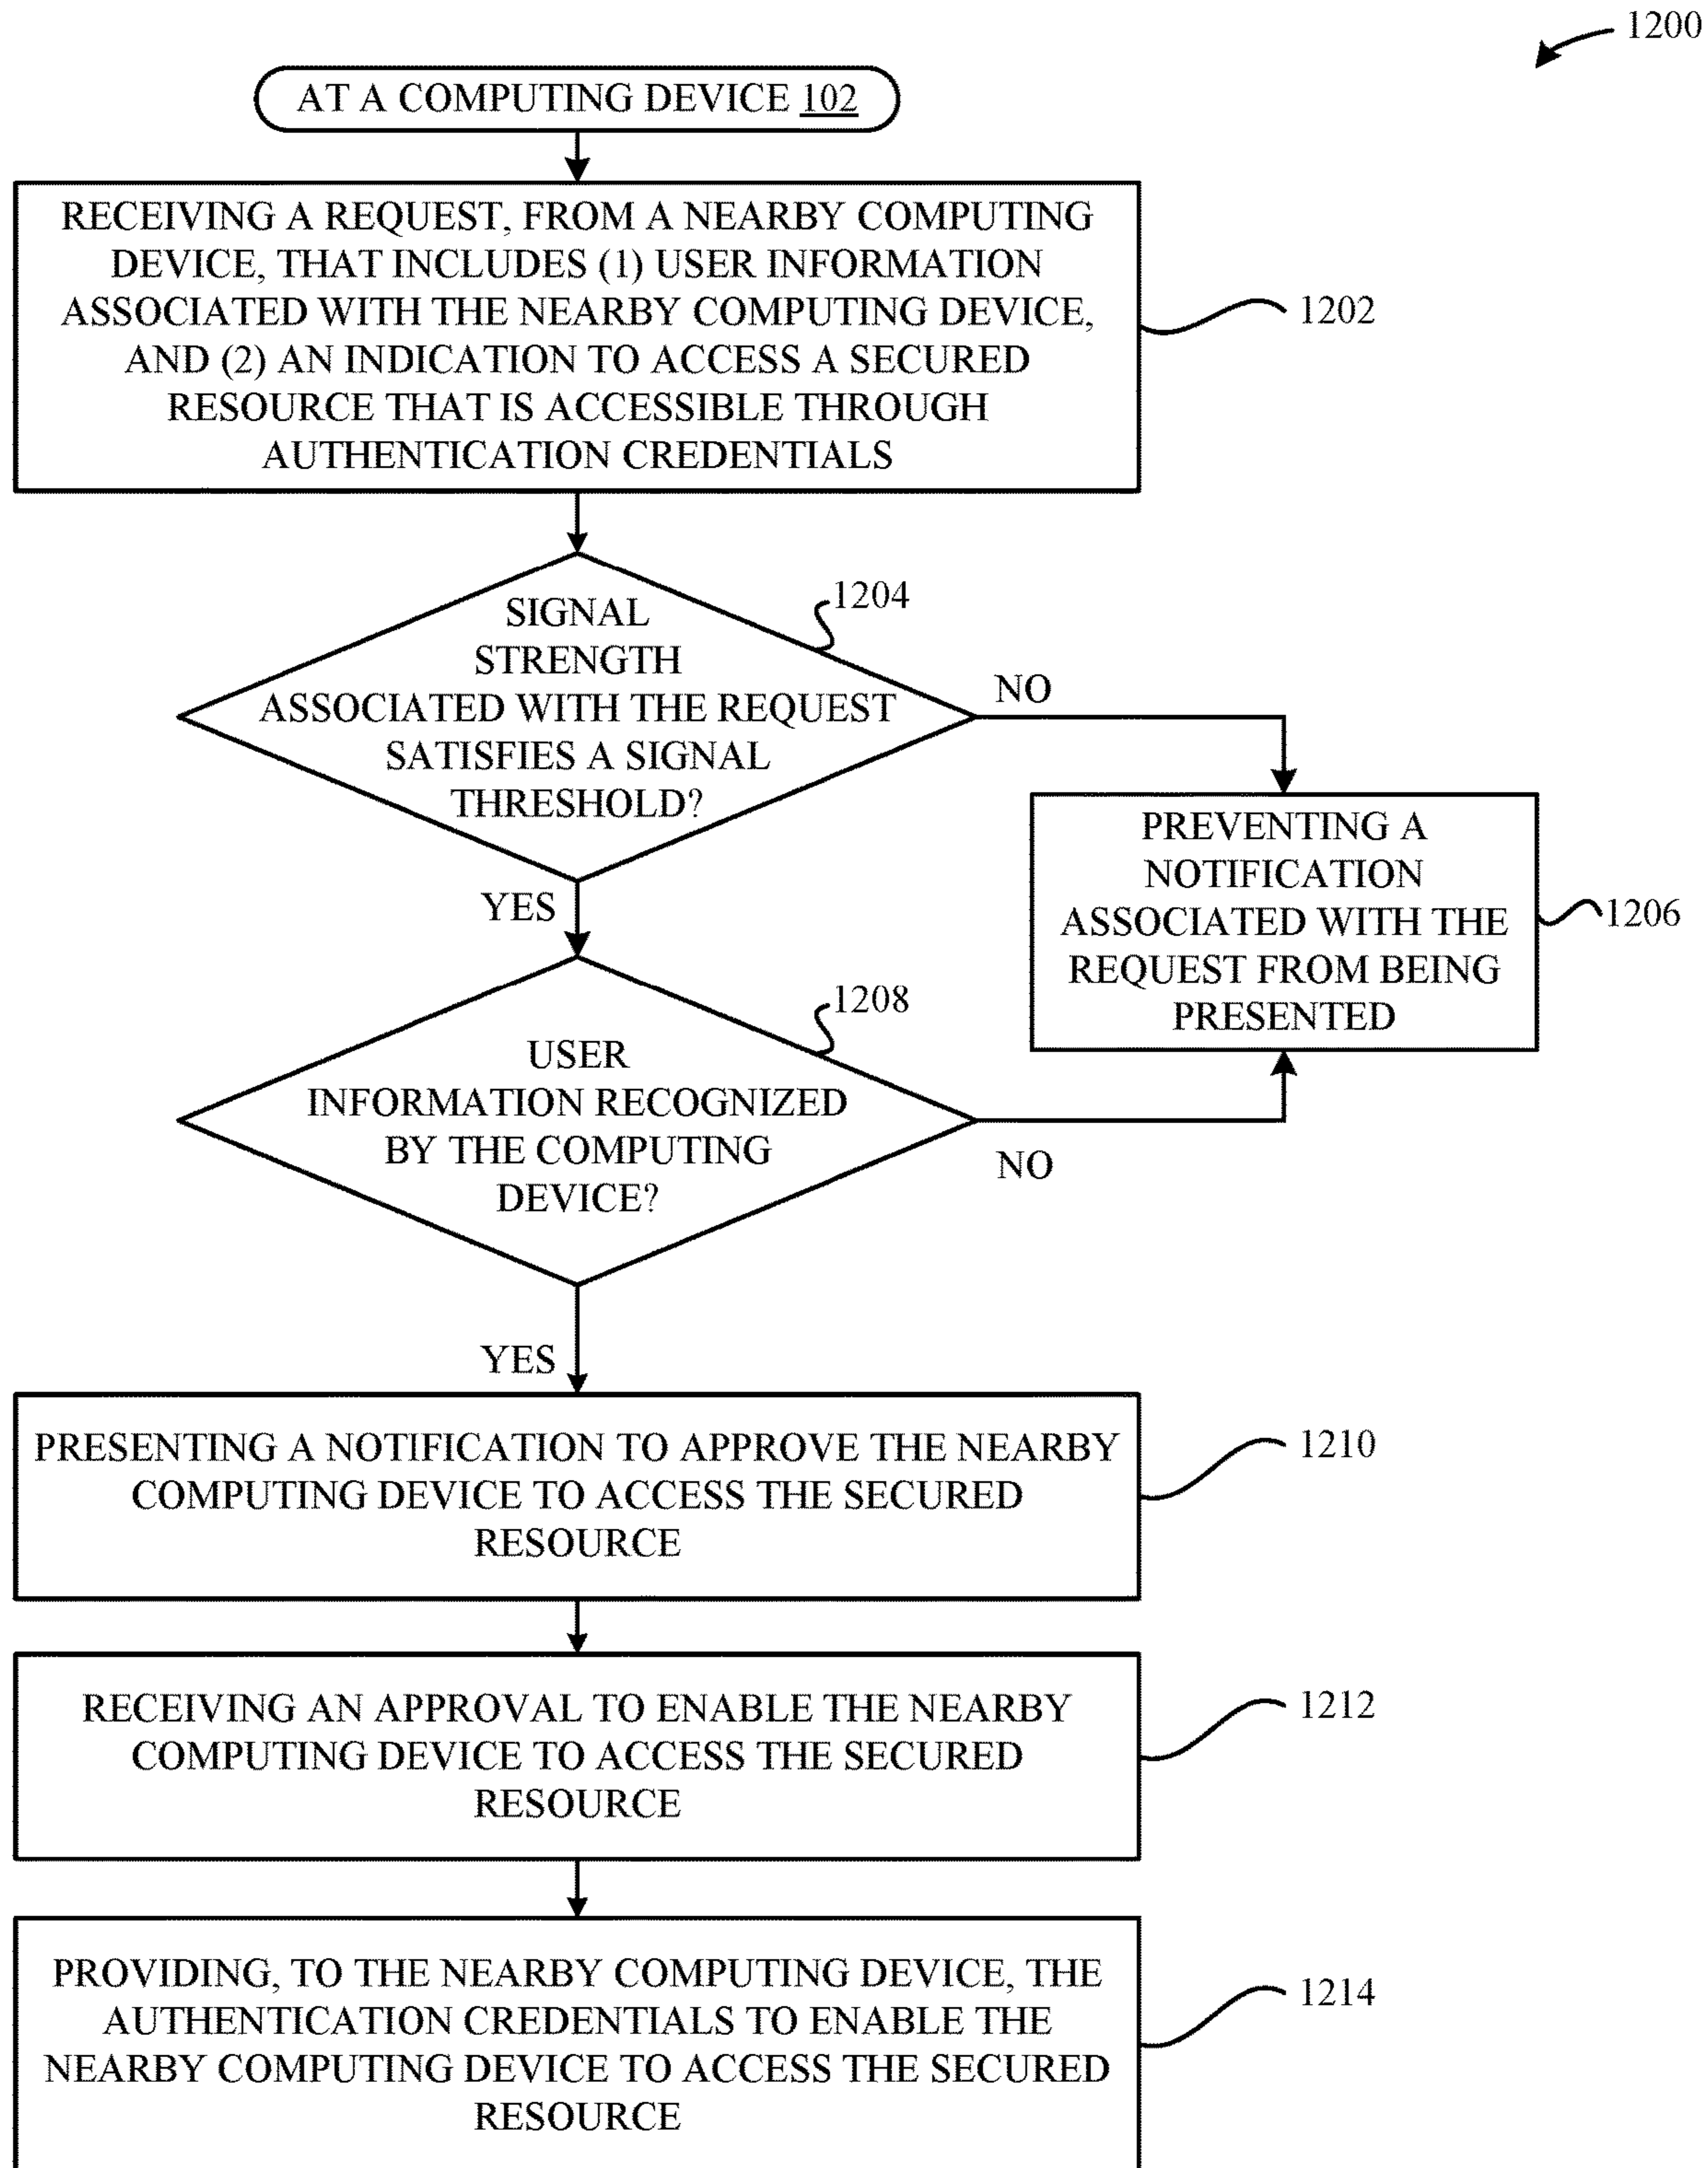 1200
AT A COMPUTING DEVICE 102
RECEIVING A REQUEST, FROM A NEARBY COMPUTING
DEVICE, THAT INCLUDES (1) USER INFORMATION
ASSOCIATED WITH THE NEARBY COMPUTING DEVICE,
AND (2) AN INDICATION TO ACCESS A SECURED
RESOURCE THAT IS ACCESSIBLE THROUGH
AUTHENTICATION CREDENTIALS
1202
SIGNAL
STRENGTH
ASSOCIATED WITH THE REQUEST
SATISFIES A SIGNAL
THRESHOLD?
1204
NO
YES
PREVENTING A
NOTIFICATION
ASSOCIATED WITH THE
REQUEST FROM BEING
PRESENTED
1206
USER
INFORMATION RECOGNIZED
BY THE COMPUTING
DEVICE?
1208
NO
YES
PRESENTING A NOTIFICATION TO APPROVE THE NEARBY
COMPUTING DEVICE TO ACCESS THE SECURED
RESOURCE
1210
RECEIVING AN APPROVAL TO ENABLE THE NEARBY
COMPUTING DEVICE TO ACCESS THE SECURED
RESOURCE
1212
PROVIDING, TO THE NEARBY COMPUTING DEVICE, THE
AUTHENTICATION CREDENTIALS TO ENABLE THE
NEARBY COMPUTING DEVICE TO ACCESS THE SECURED
RESOURCE
1214